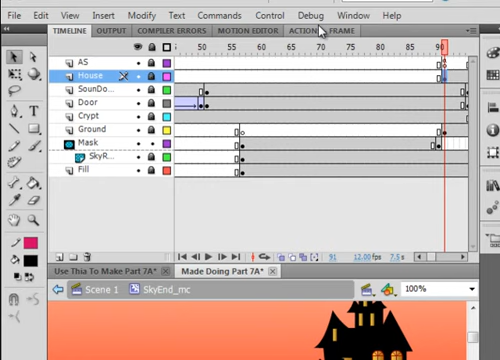 File Edit View Insert Modify Text Commands Control Debug Window Help
TIMELINE OUTPUT COMPILER ERRORS MOTION EDITOR ACTIONS - FRAME
50 55 60 65 70 75 80 85 90
AS
House
SounDo...
Door
Crypt
Ground
Mask
SkyR...
Fill
91 12.00 fps 7.5s
Use Thia To Make Part 7A* Made Doing Part 7A*
Scene 1 SkyEnd_mc 100%